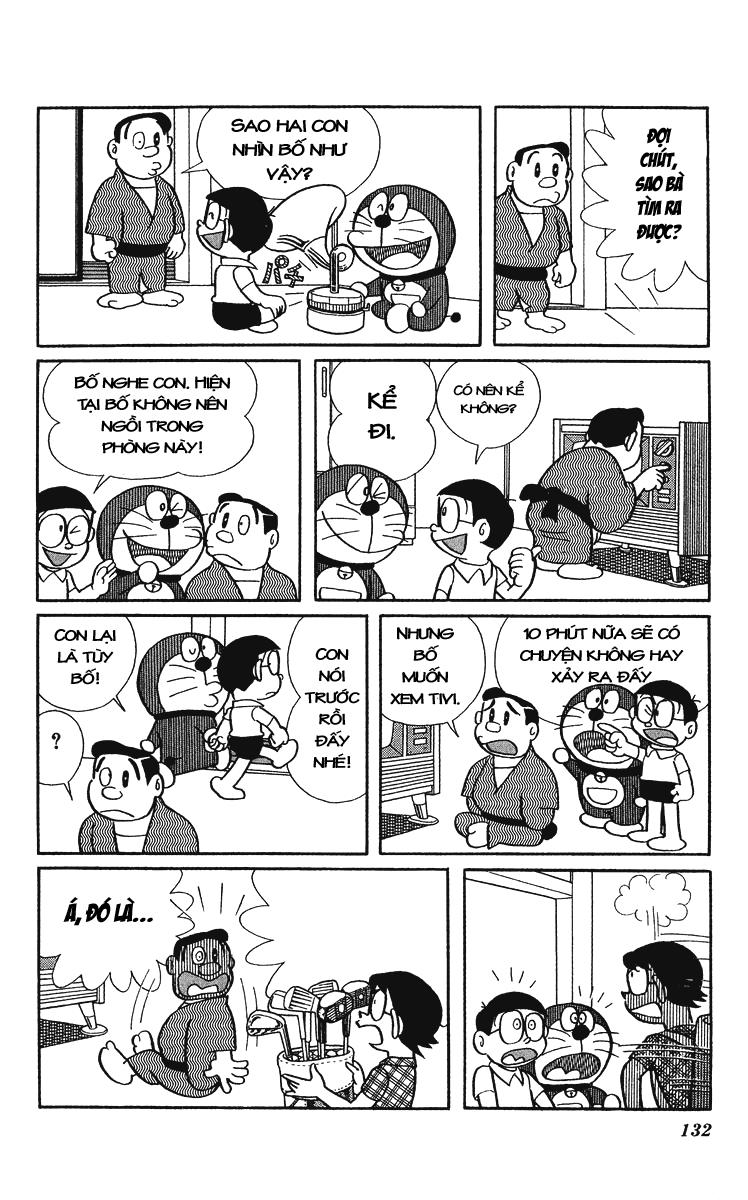 ĐỢI
CHÚT,
SAO BÀ
TÌM RA
ĐƯỢC?
SAO HAI CON
NHÌN BỐ NHƯ
VẬY?
パチ
CÓ NÊN KỂ
KHÔNG?
KỂ
ĐI.
BỐ NGHE CON. HIỆN
TẠI BỐ KHÔNG NÊN
NGỒI TRONG
PHÒNG NÀY!
10 PHÚT NỮA SẼ CÓ
CHUYỆN KHÔNG HAY
XẢY RA ĐẤY
NHƯNG
BỐ
MUỐN
XEM TIVI.
CON
NÓI
TRƯỚC
RỒI
ĐẤY
NHÉ!
CON LẠI
LÀ TÙY
BỐ!
?
Á, ĐÓ LÀ...
132